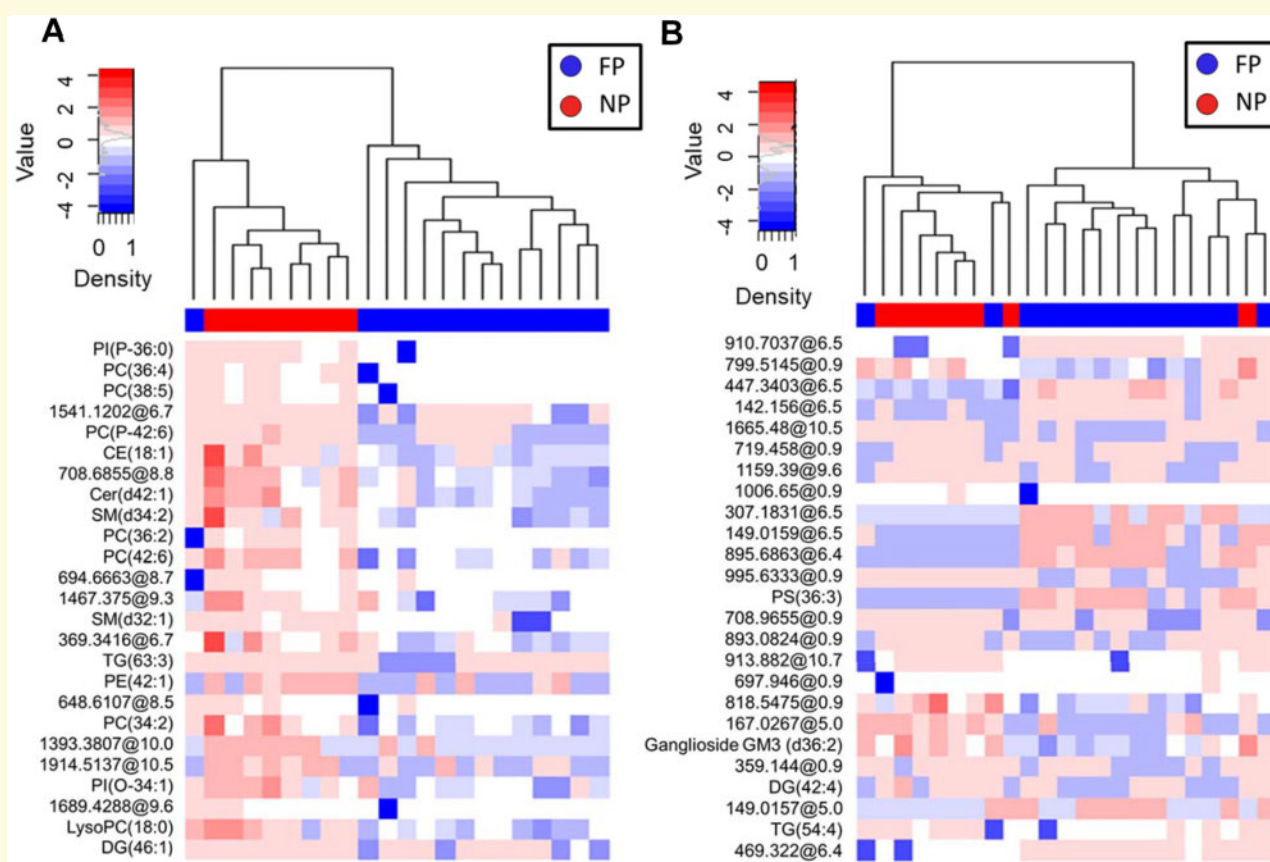 A
FP
NP
4
2
0
-2
-4
Value
0 1
Density
PI(P-36:0)
PC(36:4)
PC(38:5)
1541.1202@6.7
PC(P-42:6)
CE(18:1)
708.6855@8.8
Cer(d42:1)
SM(d34:2)
PC(36:2)
PC(42:6)
694.6663@8.7
1467.375@9.3
SM(d32:1)
369.3416@6.7
TG(63:3)
PE(42:1)
648.6107@8.5
PC(34:2)
1393.3807@10.0
1914.5137@10.5
PI(O-34:1)
1689.4288@9.6
LysoPC(18:0)
DG(46:1)
B
FP
NP
4
2
0
-2
-4
Value
0 1
Density
910.7037@6.5
799.5145@0.9
447.3403@6.5
142.156@6.5
1665.48@10.5
719.458@0.9
1159.39@9.6
1006.65@0.9
307.1831@6.5
149.0159@6.5
895.6863@6.4
995.6333@0.9
PS(36:3)
708.9655@0.9
893.0824@0.9
913.882@10.7
697.946@0.9
818.5475@0.9
167.0267@5.0
Ganglioside GM3 (d36:2)
359.144@0.9
DG(42:4)
149.0157@5.0
TG(54:4)
469.322@6.4